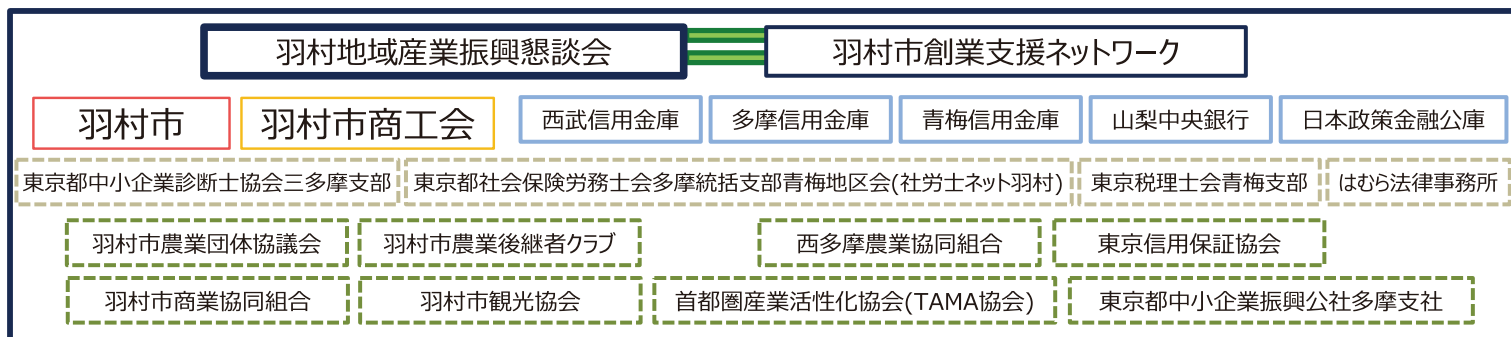 羽村地域産業振興懇談会 羽村市創業支援ネットワーク
羽村市 羽村市商工会 西武信用金庫 多摩信用金庫 青梅信用金庫 山梨中央銀行 日本政策金融公庫
東京都中小企業診断士協会三多摩支部 東京都社会保険労務士会多摩統括支部青梅地区会(社労士ネット羽村) 東京税理士会青梅支部 はむら法律事務所
羽村市農業団体協議会 羽村市農業後継者クラブ 西多摩農業協同組合 東京信用保証協会
羽村市商業協同組合 羽村市観光協会 首都圏産業活性化協会(TAMA協会) 東京都中小企業振興公社多摩支社